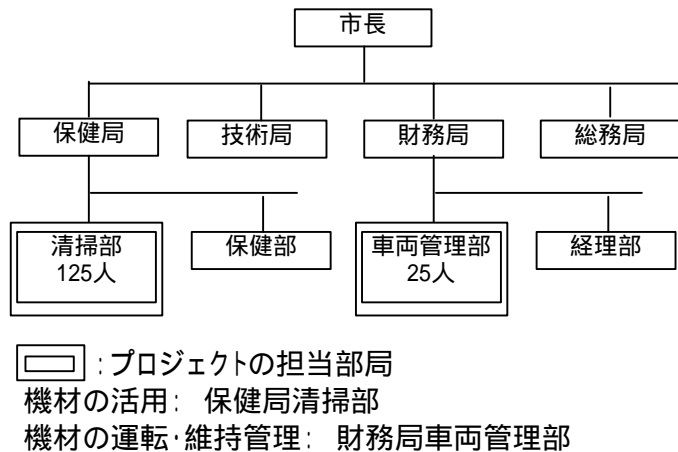 市長
保健局 技術局 財務局 総務局
清掃部 保健部 車両管理部 経理部
125人 25人
:プロジェクトの担当部局
機材の活用: 保健局清掃部
機材の運転・維持管理: 財務局車両管理部